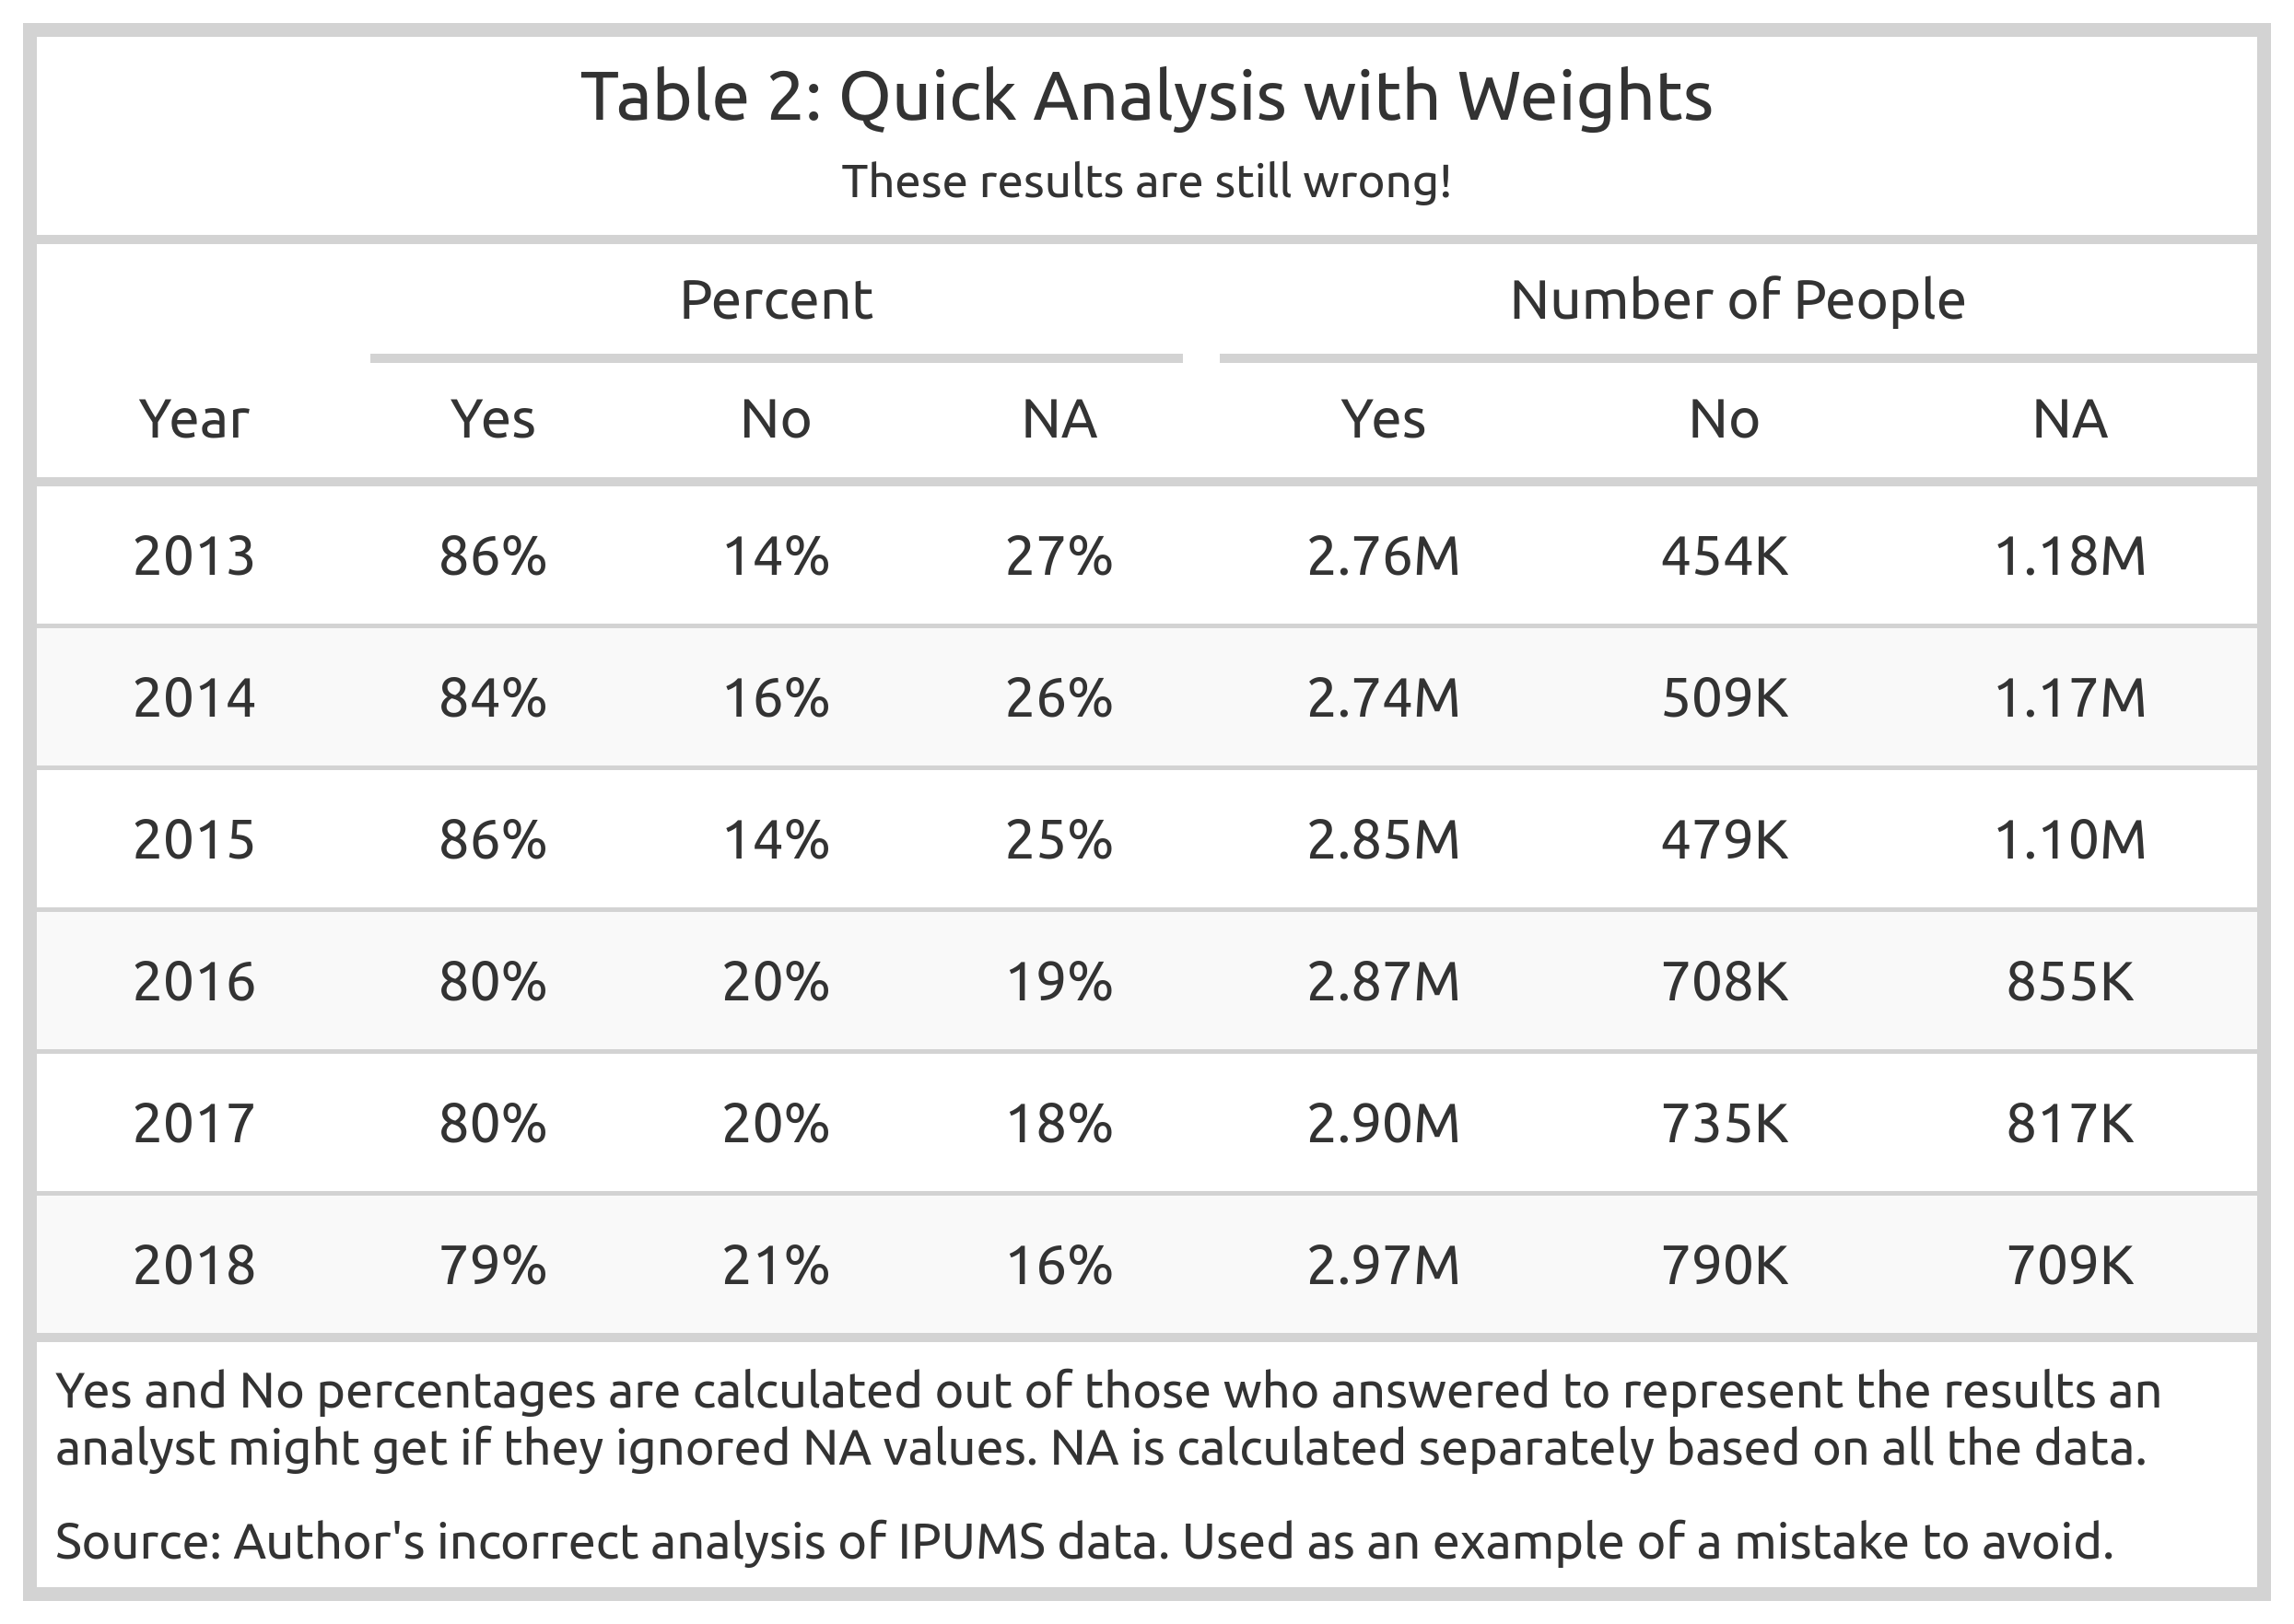 Table 2: Quick Analysis with Weights
These results are still wrong!
Percent Number of People
Year Yes No NA Yes No NA
2013 86% 14% 27% 2.76M 454K 1.18M
2014 84% 16% 26% 2.74M 509K 1.17M
2015 86% 14% 25% 2.85M 479K 1.10M
2016 80% 20% 19% 2.87M 708K 855K
2017 80% 20% 18% 2.90M 735K 817K
2018 79% 21% 16% 2.97M 790K 709K
Yes and No percentages are calculated out of those who answered to represent the results an
analyst might get if they ignored NA values. NA is calculated separately based on all the data.
Source: Author's incorrect analysis of IPUMS data. Used as an example of a mistake to avoid.